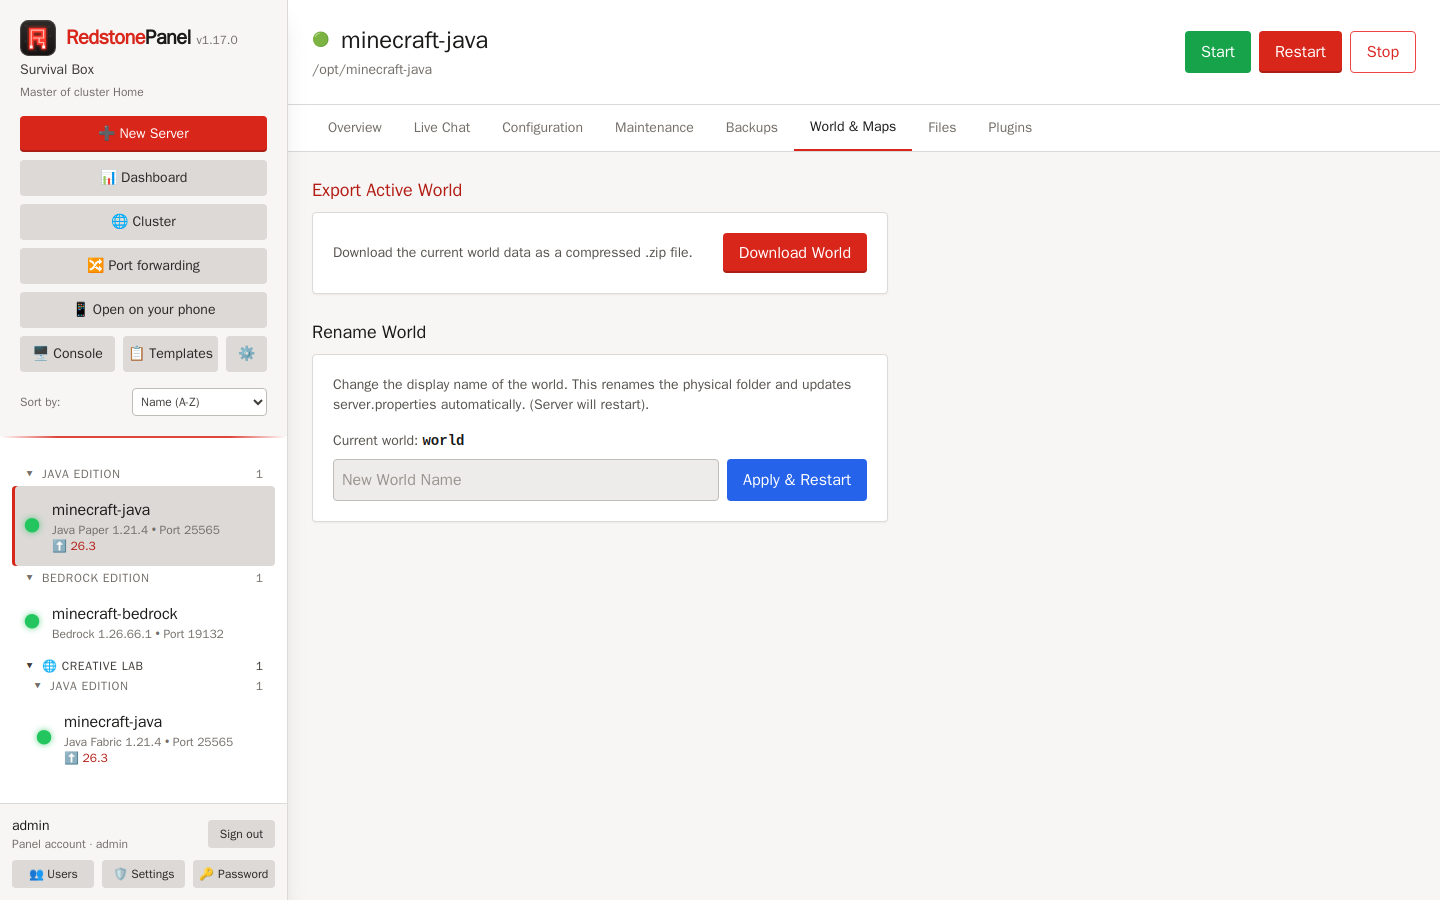 RedstonePanel v1.17.0
Survival Box
Master of cluster Home
➕ New Server
📊 Dashboard
🌐 Cluster
🔀 Port forwarding
📱 Open on your phone
🖥️ Console
📋 Templates
⚙️
Sort by:
Name (A-Z)
▼ JAVA EDITION 1
minecraft-java
Java Paper 1.21.4 • Port 25565
⬆️ 26.3
▼ BEDROCK EDITION 1
minecraft-bedrock
Bedrock 1.26.66.1 • Port 19132
▼ 🌐 CREATIVE LAB 1
▼ JAVA EDITION 1
minecraft-java
Java Fabric 1.21.4 • Port 25565
⬆️ 26.3
admin
Panel account · admin
Sign out
👥 Users
🛡️ Settings
🔑 Password
minecraft-java
/opt/minecraft-java
Start
Restart
Stop
Overview
Live Chat
Configuration
Maintenance
Backups
World & Maps
Files
Plugins
Export Active World
Download the current world data as a compressed .zip file.
Download World
Rename World
Change the display name of the world. This renames the physical folder and updates
server.properties automatically. (Server will restart).
Current world: world
New World Name
Apply & Restart